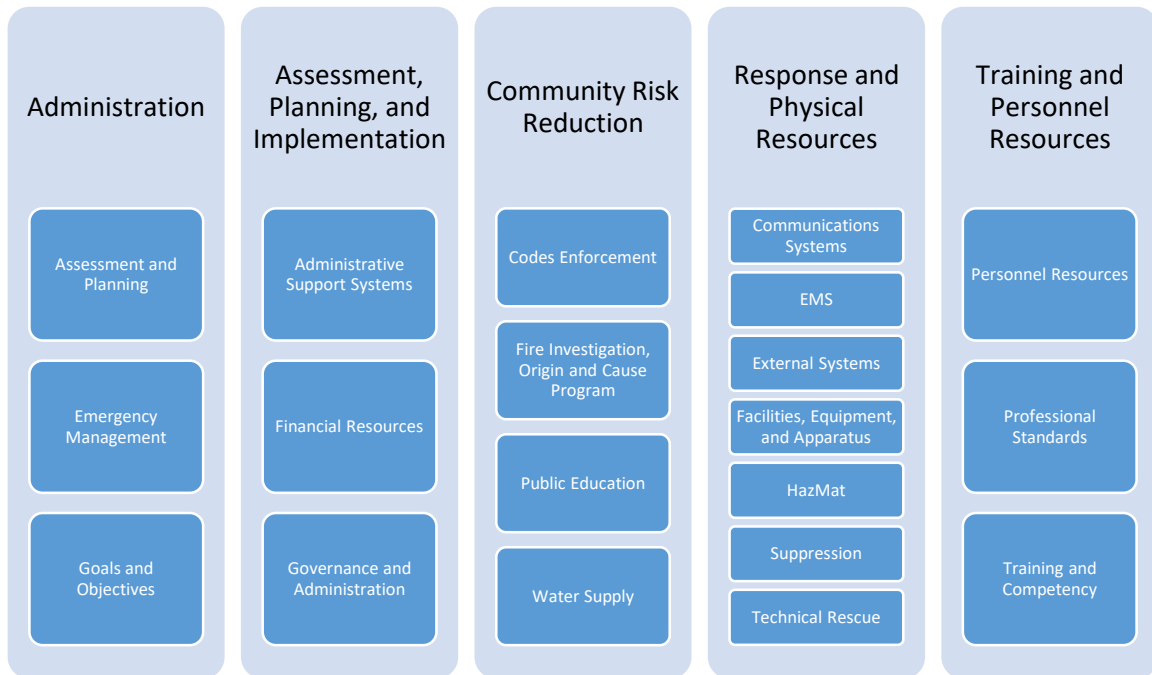 Administration
Assessment and
Planning
Emergency
Management
Goals and
Objectives
Assessment,
Planning, and
Implementation
Administrative
Support Systems
Financial Resources
Governance and
Administration
Community Risk
Reduction
Codes Enforcement
Fire Investigation,
Origin and Cause
Program
Public Education
Water Supply
Response and
Physical
Resources
Communications
Systems
EMS
External Systems
Facilities, Equipment,
and Apparatus
HazMat
Suppression
Technical Rescue
Training and
Personnel
Resources
Personnel Resources
Professional
Standards
Training and
Competency